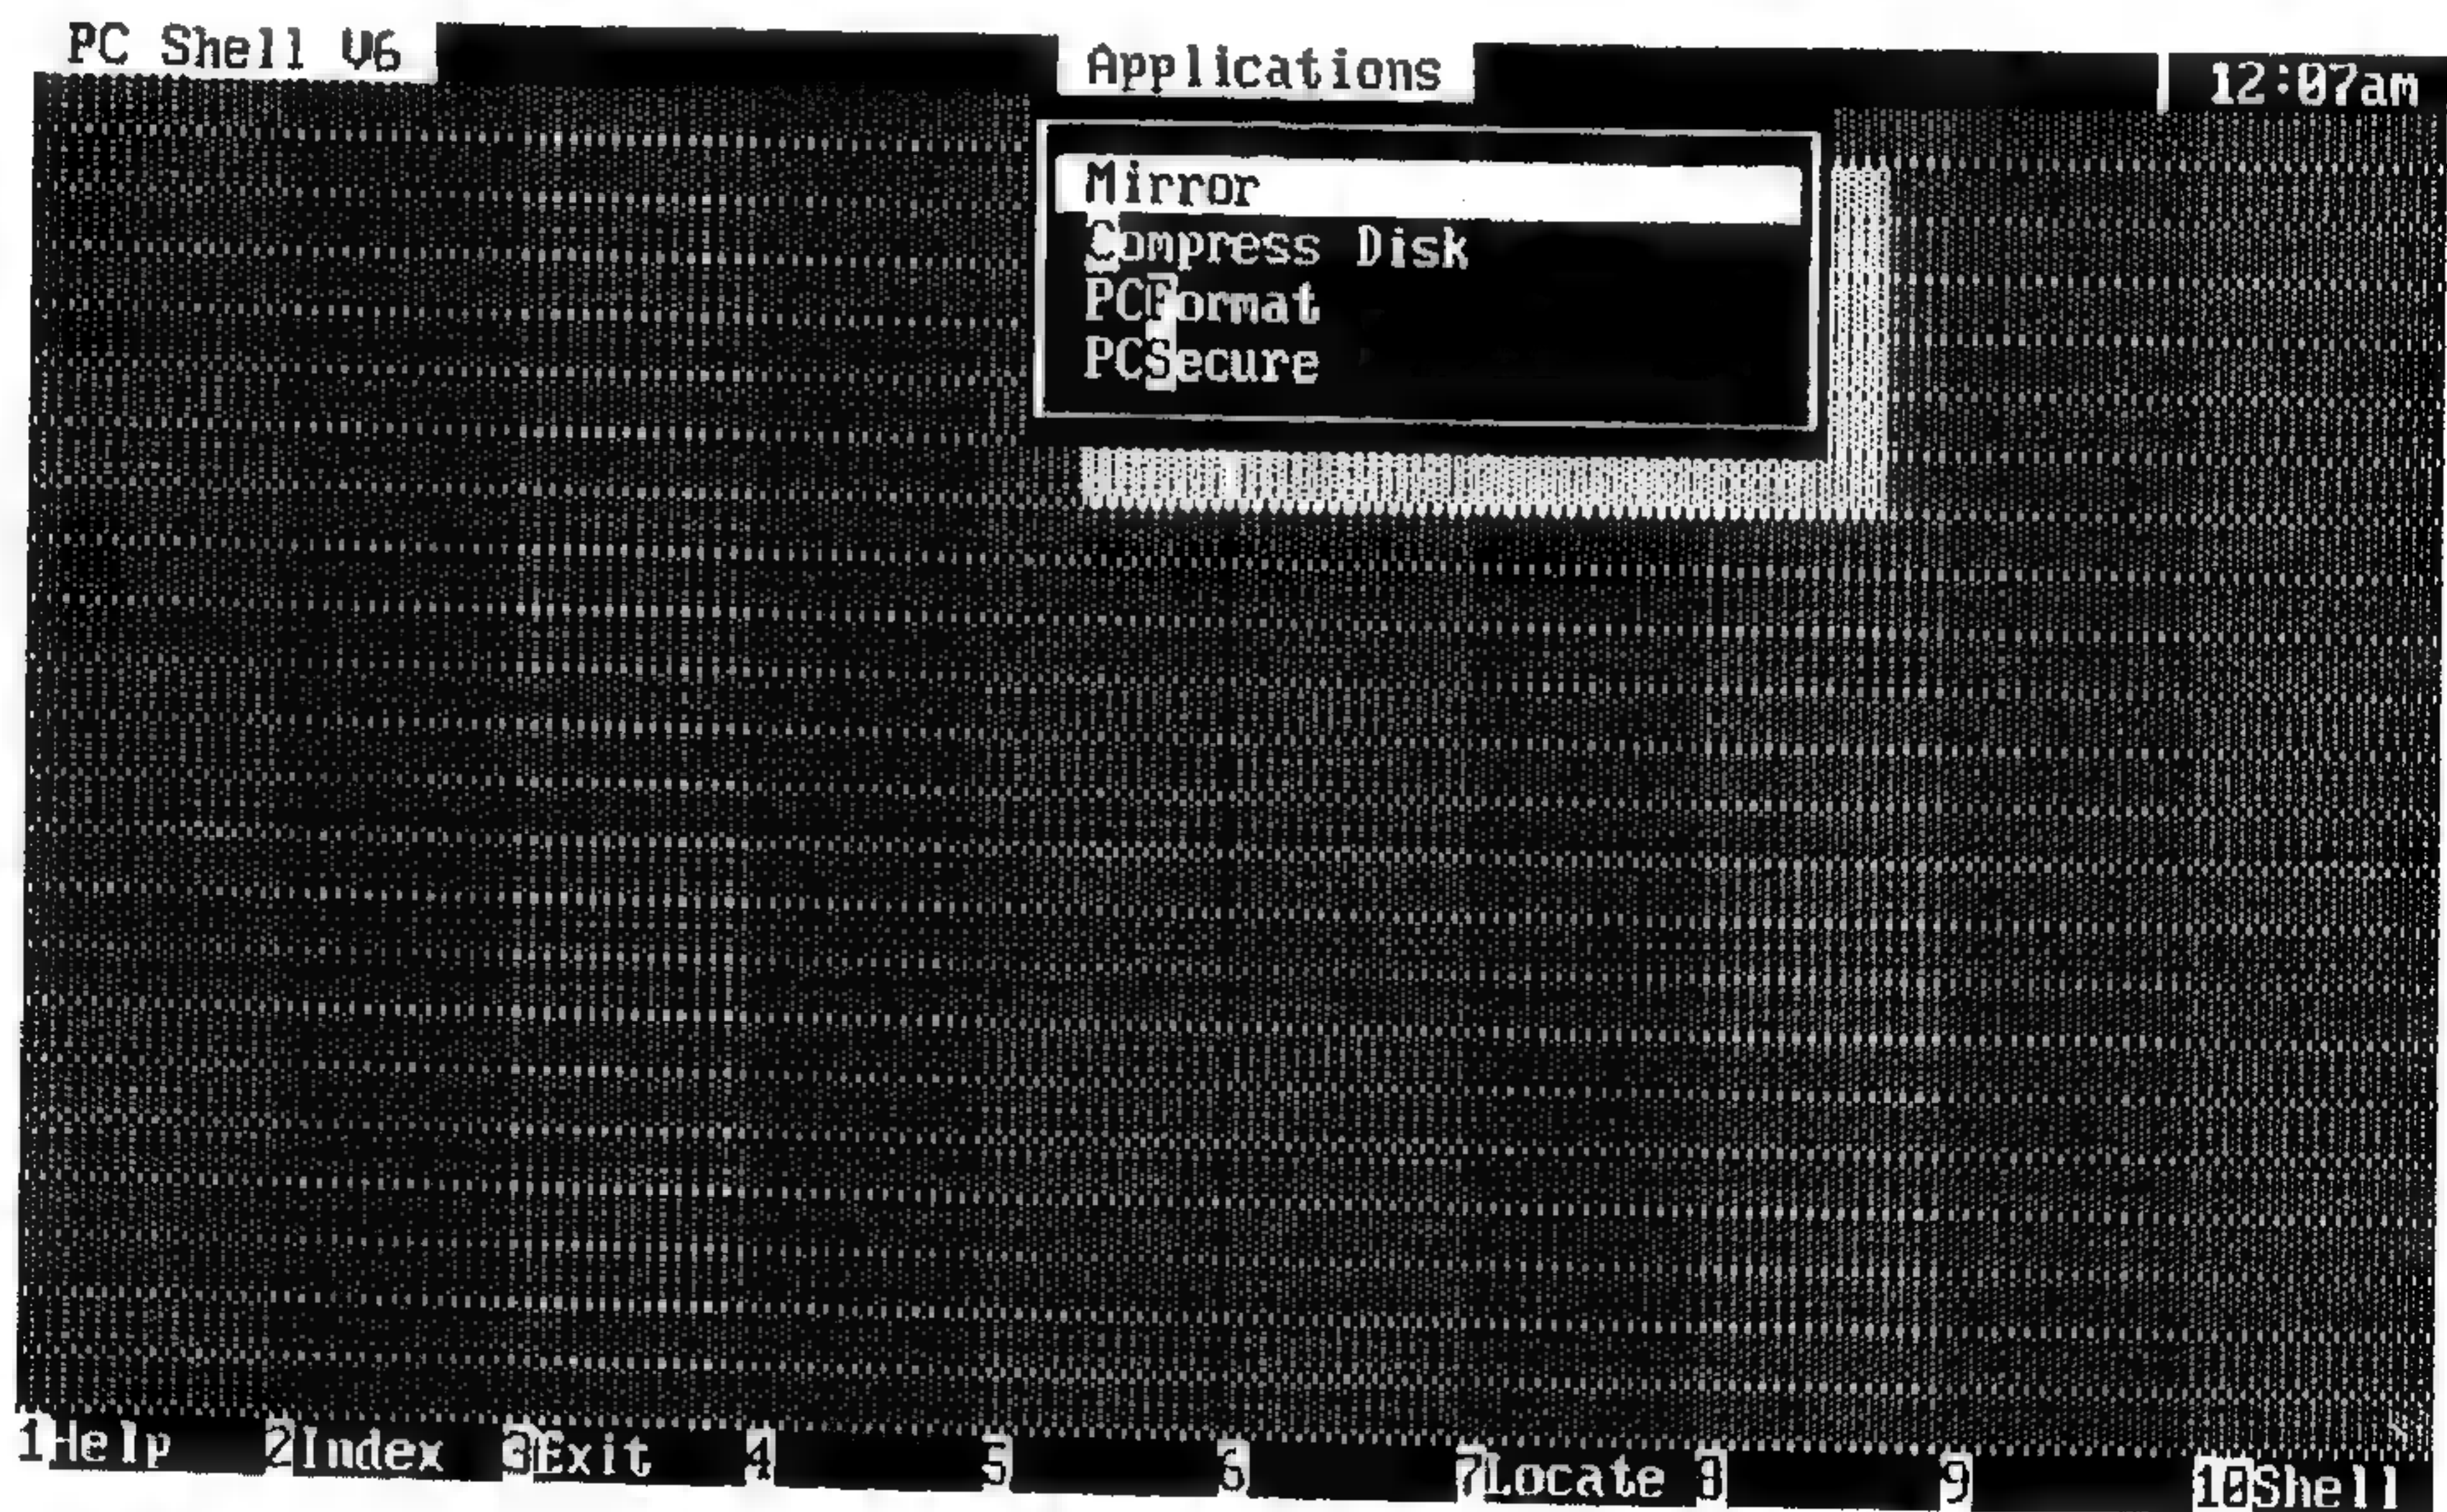 PC Shell V6 Applications 12:07am
Mirror
Compress Disk
PCFormat
PCSecure
1Help 2Index 3Exit 4 5 6 7Locate 8 9 10Shell